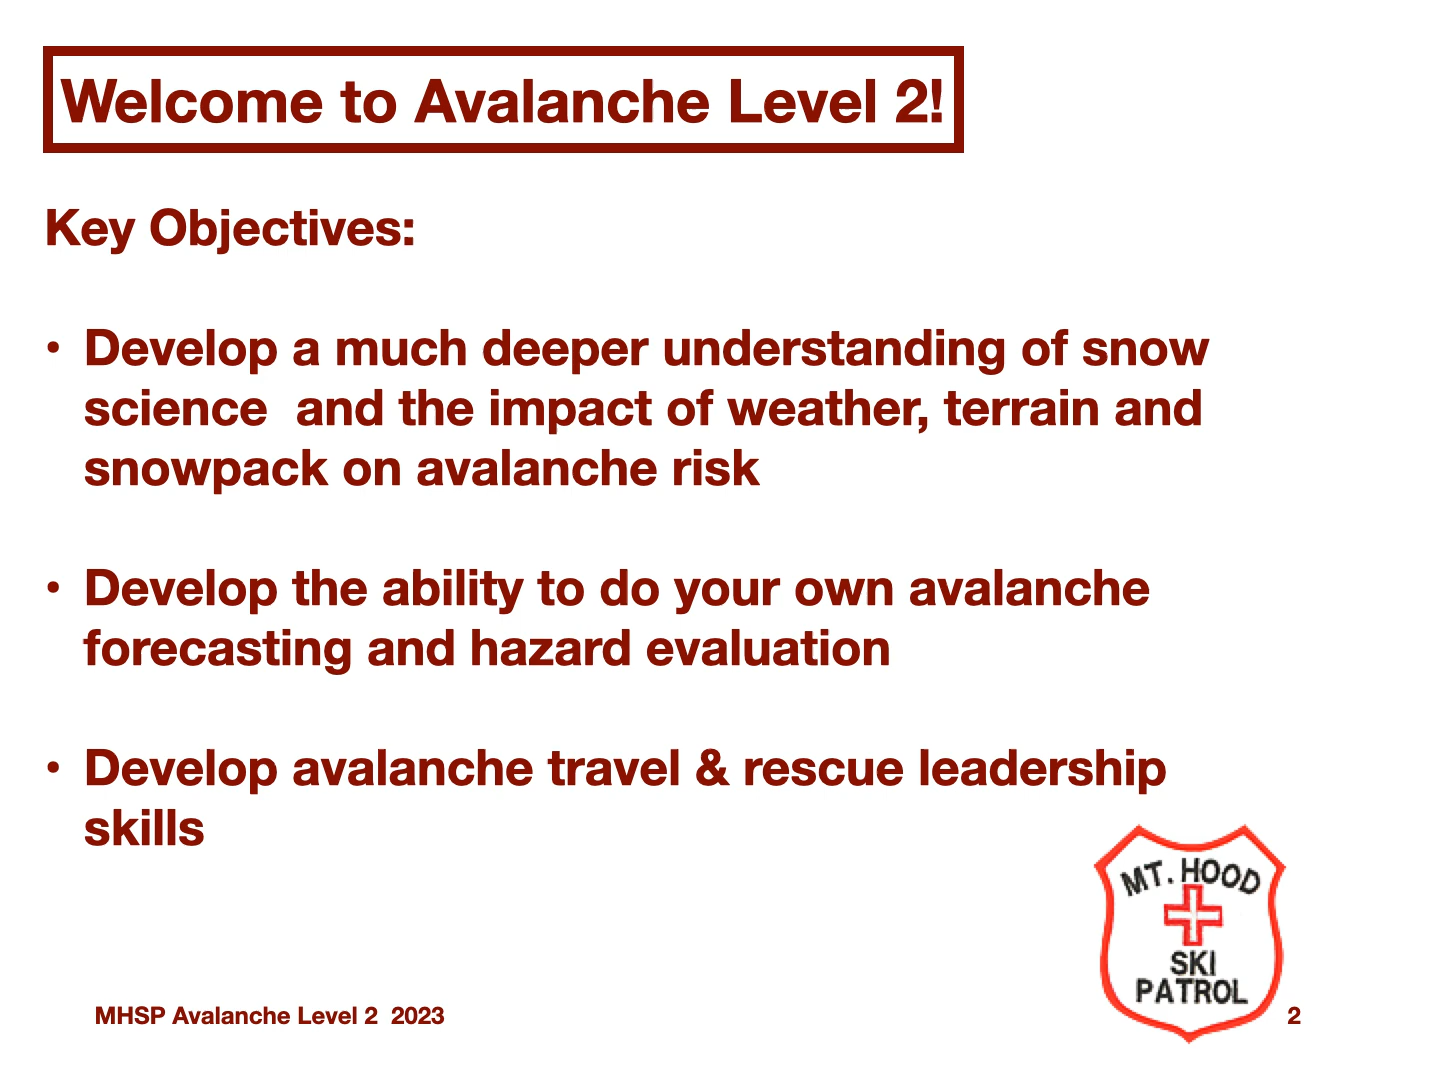 Welcome to Avalanche Level 2!
Key Objectives:
• Develop a much deeper understanding of snow
science  and the impact of weather, terrain and
snowpack on avalanche risk
• Develop the ability to do your own avalanche
forecasting and hazard evaluation
• Develop avalanche travel & rescue leadership
skills
MT. HOOD
SKI
PATROL
MHSP Avalanche Level 2  2023
2